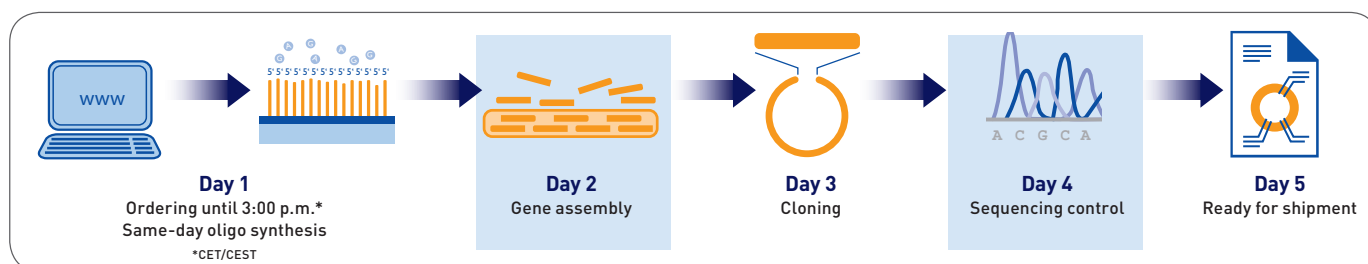 WWW
G A G A G G
5' 5' 5' 5' 5' 5' 5' 5' 5' 5' 5' 5' 5'
A C G C A
Day 1
Ordering until 3:00 p.m.*
Same-day oligo synthesis
*CET/CEST
Day 2
Gene assembly
Day 3
Cloning
Day 4
Sequencing control
Day 5
Ready for shipment